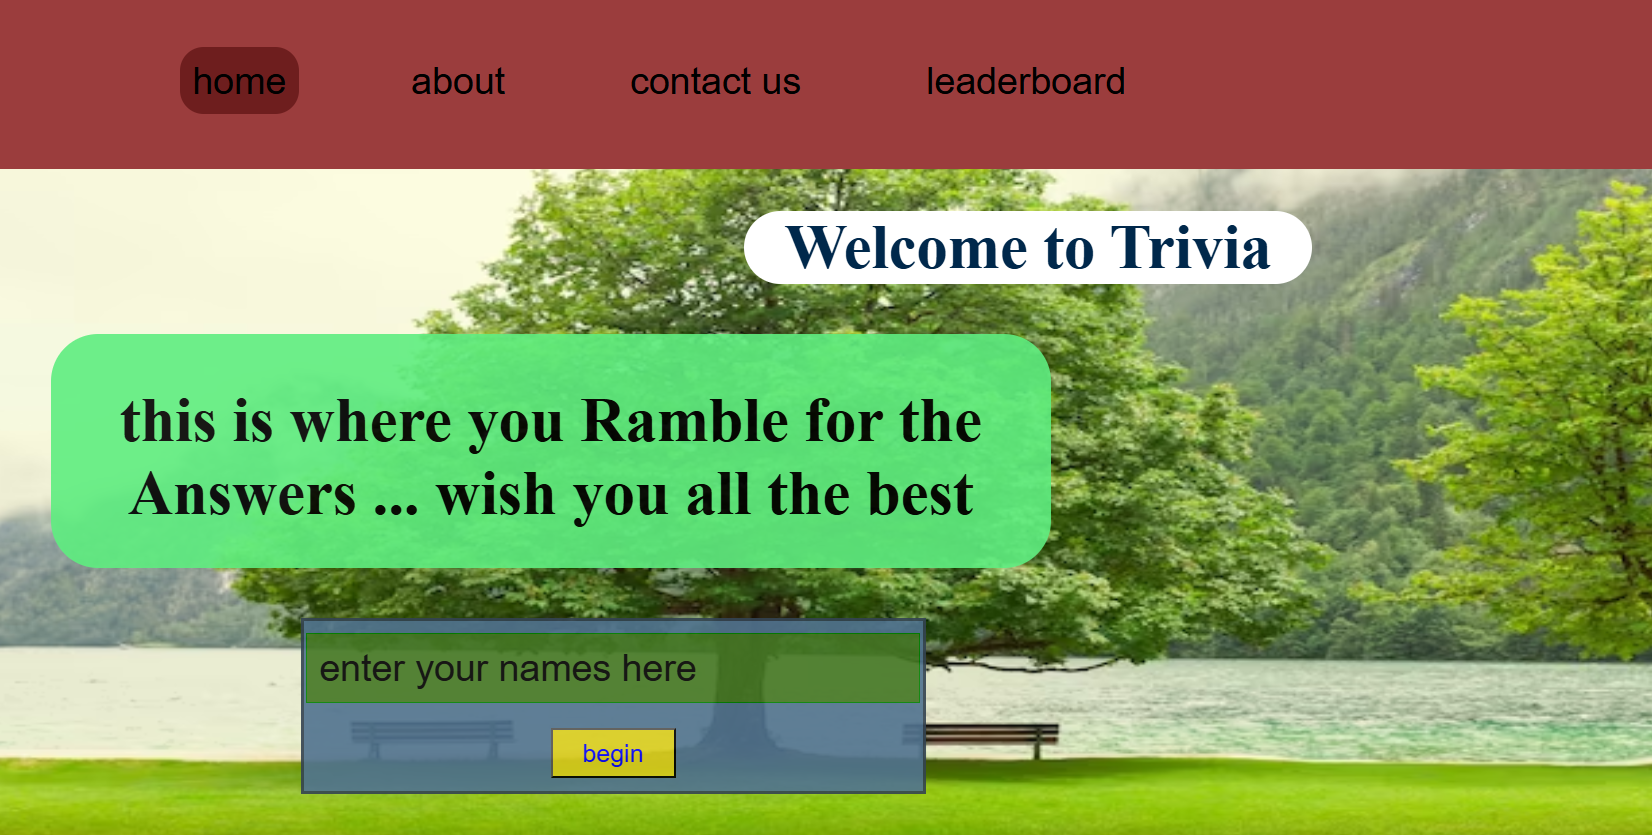 home about contact us leaderboard
Welcome to Trivia
this is where you Ramble for the
Answers ... wish you all the best
enter your names here
begin